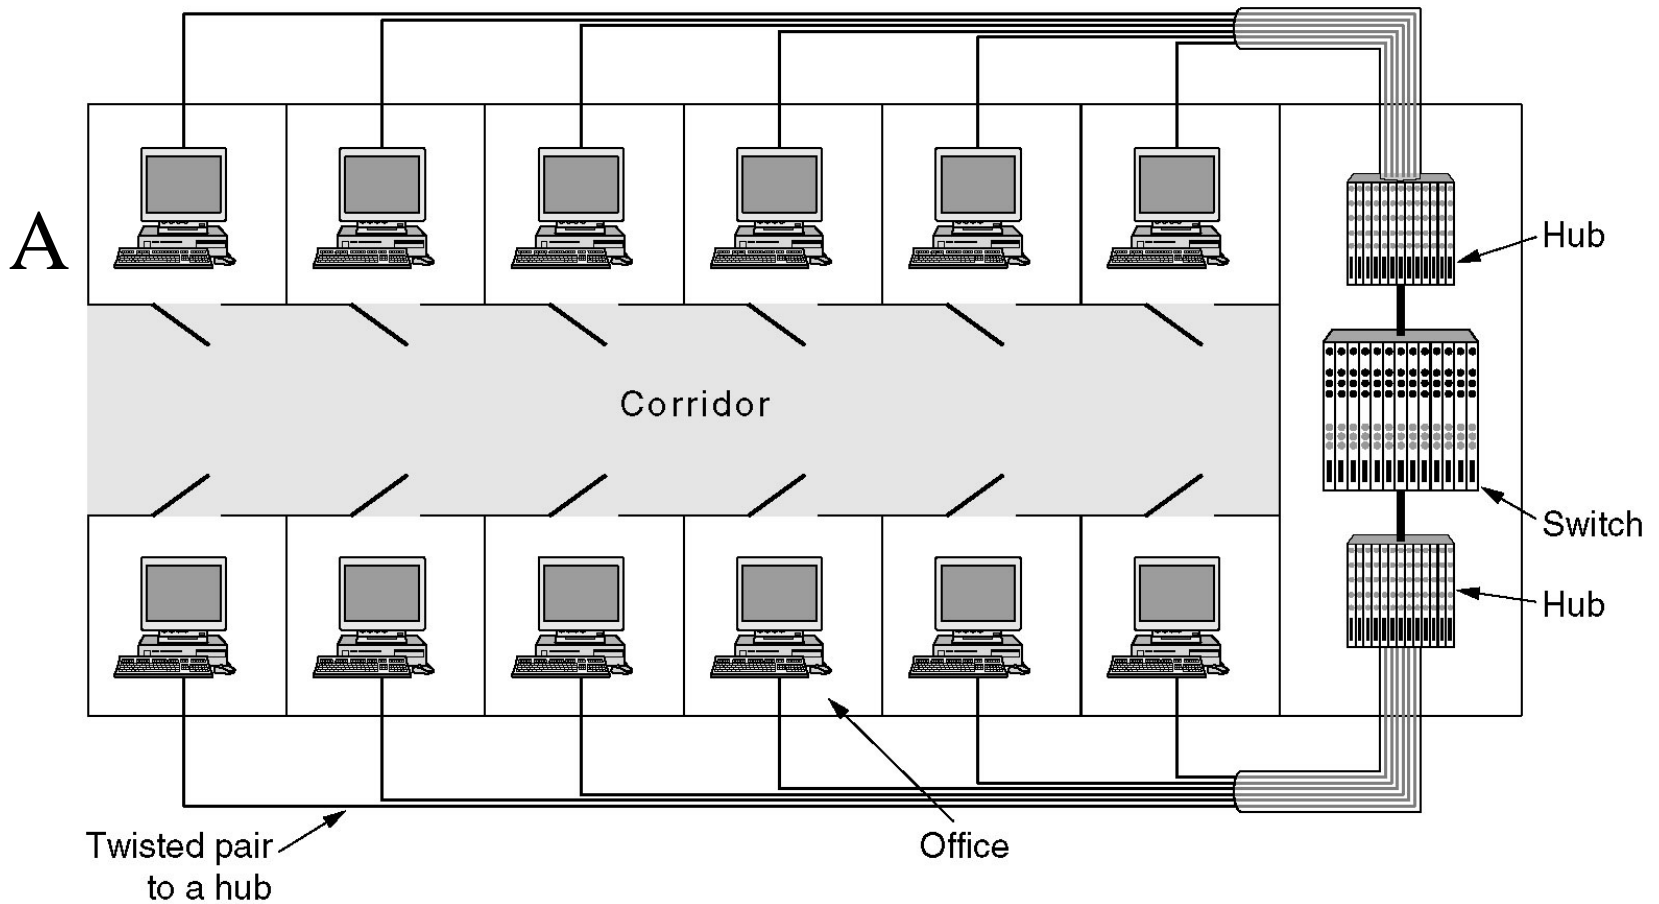 A
Hub
Corridor
Switch
Hub
Twisted pair
to a hub
Office